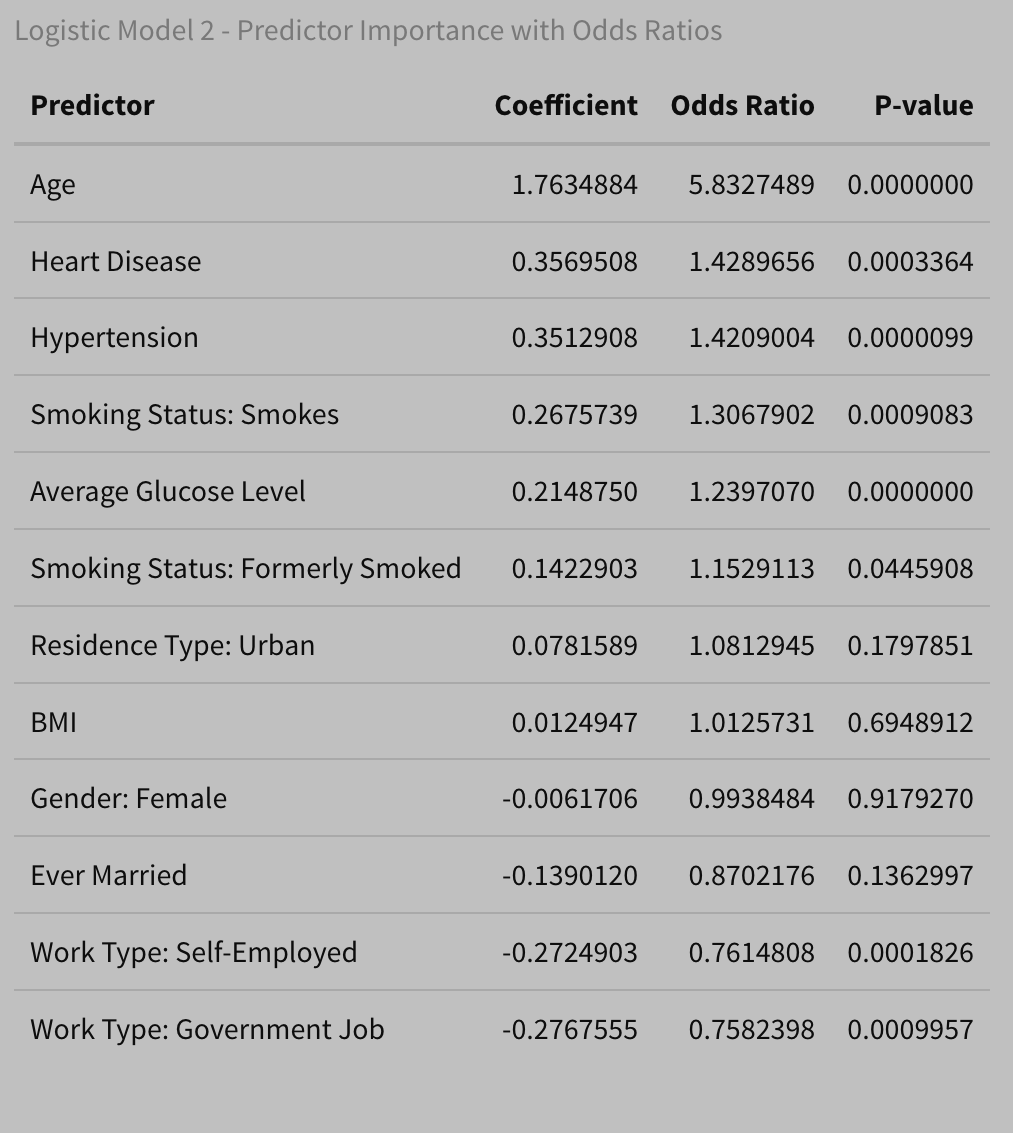 Logistic Model 2 - Predictor Importance with Odds Ratios
Predictor Coefficient Odds Ratio P-value
Age 1.7634884 5.8327489 0.0000000
Heart Disease 0.3569508 1.4289656 0.0003364
Hypertension 0.3512908 1.4209004 0.0000099
Smoking Status: Smokes 0.2675739 1.3067902 0.0009083
Average Glucose Level 0.2148750 1.2397070 0.0000000
Smoking Status: Formerly Smoked 0.1422903 1.1529113 0.0445908
Residence Type: Urban 0.0781589 1.0812945 0.1797851
BMI 0.0124947 1.0125731 0.6948912
Gender: Female -0.0061706 0.9938484 0.9179270
Ever Married -0.1390120 0.8702176 0.1362997
Work Type: Self-Employed -0.2724903 0.7614808 0.0001826
Work Type: Government Job -0.2767555 0.7582398 0.0009957